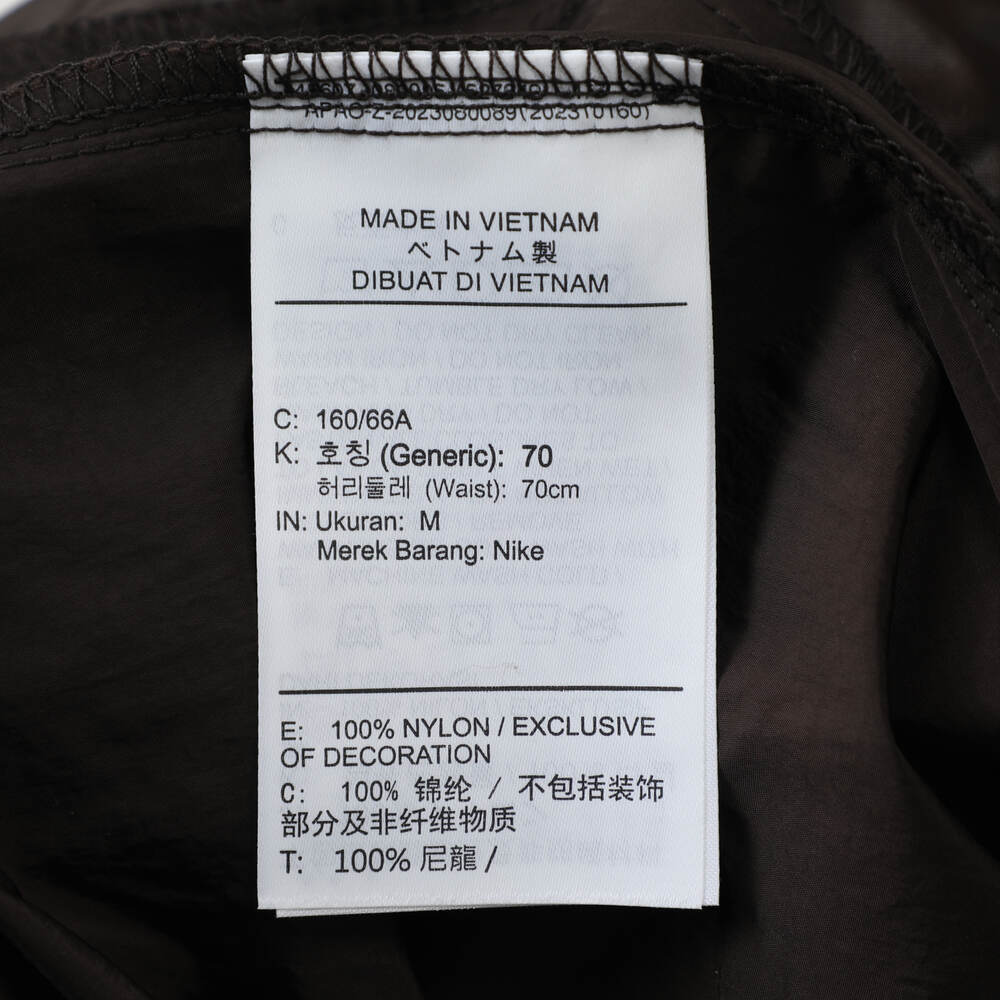 APAO-Z-2023080089(202310160)
MADE IN VIETNAM
ベトナム製
DIBUAT DI VIETNAM
C: 160/66A
K: 호칭 (Generic): 70
허리둘레 (Waist): 70cm
IN: Ukuran: M
Merek Barang: Nike
E: 100% NYLON / EXCLUSIVE
OF DECORATION
C: 100% 锦纶 / 不包括装饰
部分及非纤维物质
T: 100% 尼龍 /